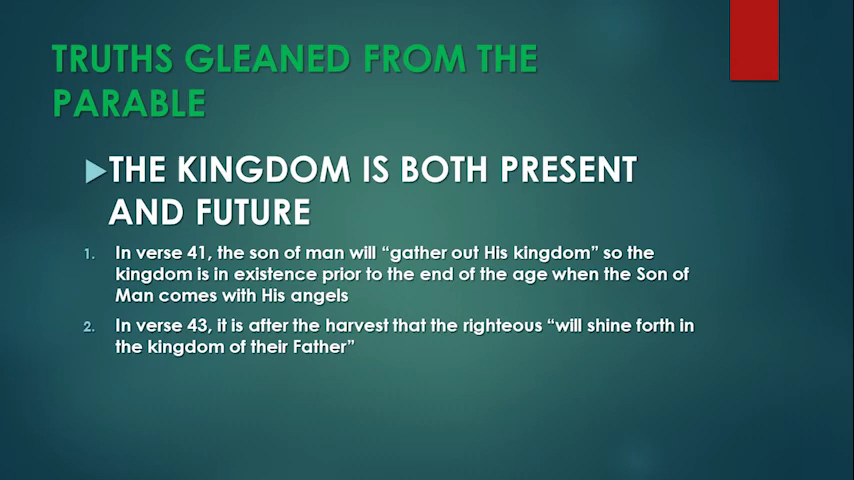 TRUTHS GLEANED FROM THE
PARABLE
THE KINGDOM IS BOTH PRESENT
AND FUTURE
1. In verse 41, the son of man will “gather out His kingdom” so the
kingdom is in existence prior to the end of the age when the Son of
Man comes with His angels
2. In verse 43, it is after the harvest that the righteous “will shine forth in
the kingdom of their Father”